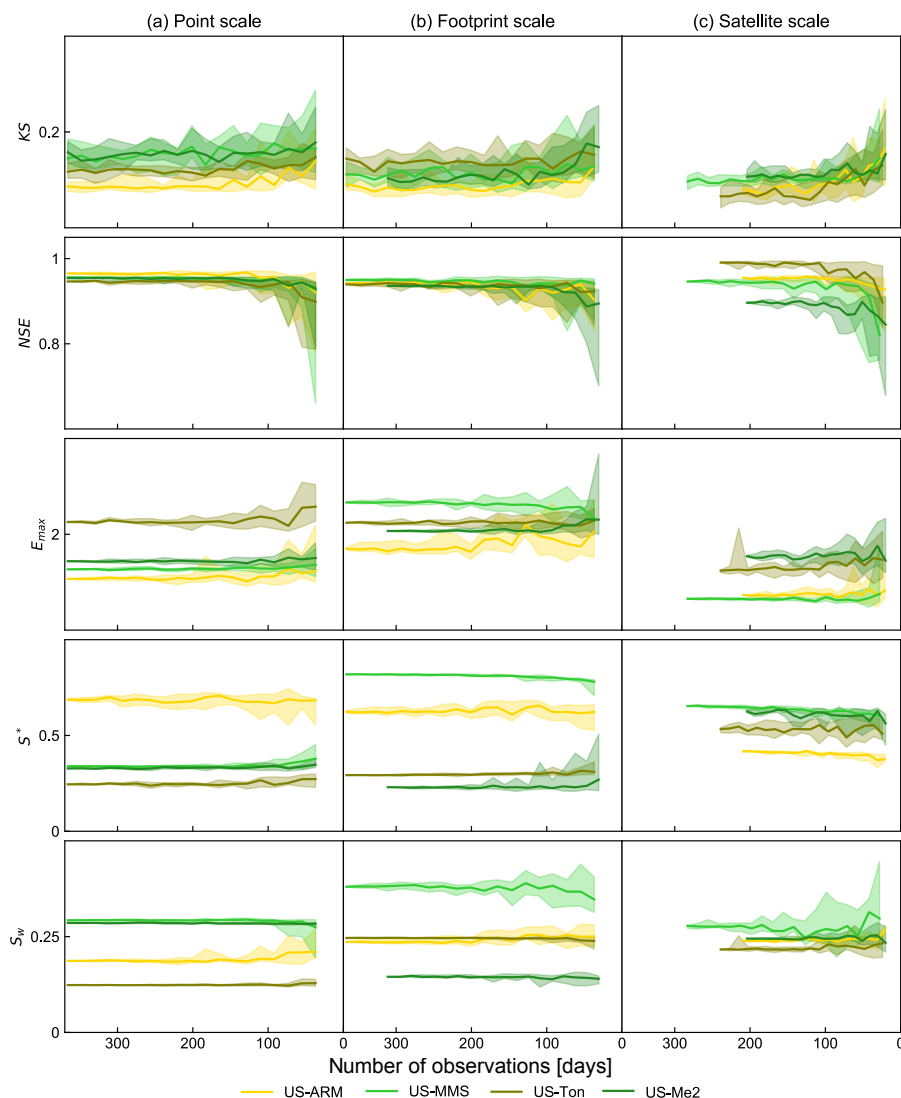 (a) Point scale (b) Footprint scale (c) Satellite scale
KS
0.2
NSE
1
0.8
E_max
2
S*
0.5
0
S_w
0.25
0
300 200 100 0 300 200 100 0 300 200 100 0
Number of observations [days]
US-ARM US-MMS US-Ton US-Me2